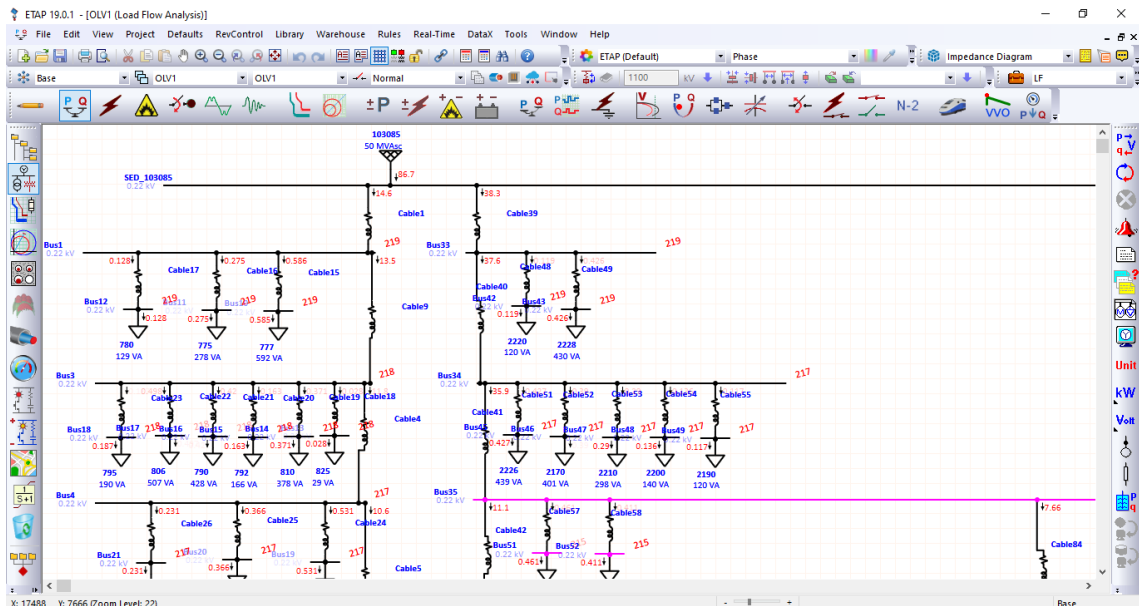 ETAP 19.0.1 - [OLV1 (Load Flow Analysis)]
File Edit View Project Defaults RevControl Library Warehouse Rules Real-Time DataX Tools Window Help
ETAP (Default) Phase Impedance Diagram
Base OLV1 OLV1 Normal 1100 kV LF
N-2 VVO
103085
50 MVAsc
86.7
SED_103085
0.22 kV
14.6 38.3
Cable1 Cable39
Bus1 219 Bus33 219
0.22 kV 0.22 kV
0.128 0.275 0.586 13.5 37.6 0.426
Cable17 Cable16 Cable15 Cable48 Cable49
Cable40
Bus12 219 219 219 Cable9 Bus42 Bus43 219 219
0.22 kV
0.128 0.275 0.585 0.119 0.426
780 775 777 2220 2228
129 VA 278 VA 592 VA 120 VA 430 VA
Bus3 218 Bus34 217
0.22 kV 0.22 kV
35.9
Cable23 Cable22 Cable21 Cable20 Cable19 Cable18 Cable51 Cable52 Cable53 Cable54 Cable55
Cable4 Cable41
Bus18 Bus17 Bus16 Bus15 Bus14 218 218 218 Bus46 Bus47 Bus48 Bus49 217 217 217 217
0.22 kV
0.187 0.163 0.371 0.028 0.427 0.29 0.136 0.117
795 806 790 792 810 825 2226 2170 2210 2200 2190
190 VA 507 VA 428 VA 166 VA 378 VA 29 VA 439 VA 401 VA 298 VA 140 VA 120 VA
Bus4 217 Bus35
0.22 kV 0.22 kV
0.231 0.366 0.531 10.6 11.1 7.66
Cable26 Cable25 Cable24 Cable42 Cable57 Cable58 Cable84
Bus21 Bus20 217 Bus19 217 Bus51 Bus52 215
0.22 kV 0.22 kV
0.231 0.366 0.531 Cable5 0.461 0.411
Unit
kW
Volt
X: 17488 Y: 7666 (Zoom Level: 22) Base